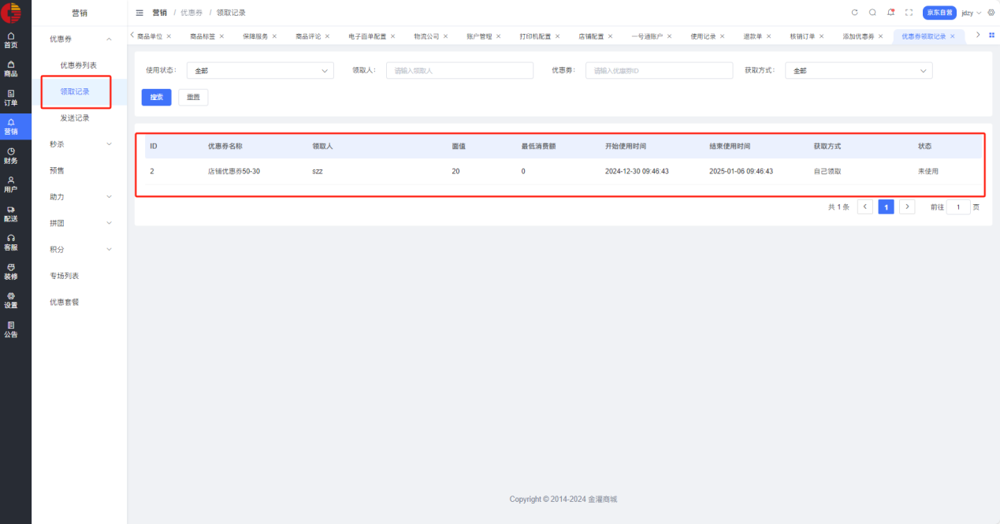 营销
营销 / 优惠券 / 领取记录
京东自营
jdzy
首页
商品
订单
营销
财务
用户
配送
客服
装修
设置
公告
优惠券
优惠券列表
领取记录
发送记录
秒杀
预售
助力
拼团
积分
专场列表
优惠套餐
商品单位 × 商品标签 × 保障服务 × 商品评论 × 电子面单配置 × 物流公司 × 账户管理 × 打印机配置 × 店铺配置 × 一号通账户 × 使用记录 × 退款单 × 核销订单 × 添加优惠券 × 优惠券领取记录 ×
使用状态： 全部 领取人： 请输入领取人 优惠劵： 请输入优惠劵ID 获取方式： 全部
搜索 重置
ID 优惠券名称 领取人 面值 最低消费额 开始使用时间 结束使用时间 获取方式 状态
2 店铺优惠券50-30 szz 20 0 2024-12-30 09:46:43 2025-01-06 09:46:43 自己领取 未使用
共 1 条 1 前往 1 页
Copyright © 2014-2024 金灌商城